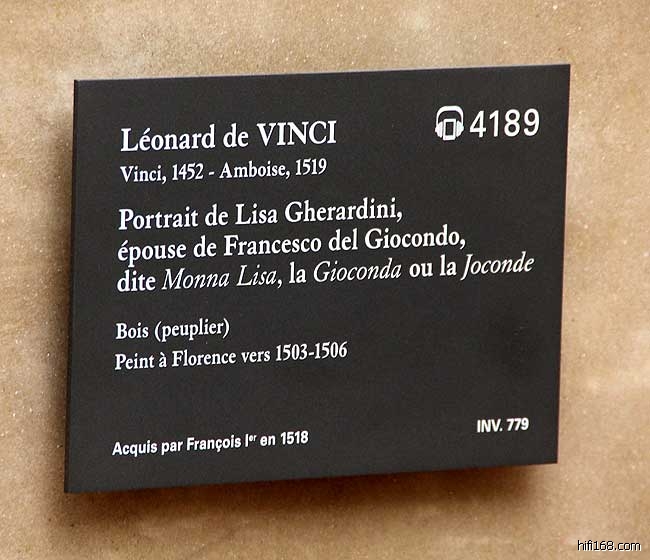 Léonard de VINCI
4189
Vinci, 1452 - Amboise, 1519
Portrait de Lisa Gherardini,
épouse de Francesco del Giocondo,
dite Monna Lisa, la Gioconda ou la Joconde
Bois (peuplier)
Peint à Florence vers 1503-1506
Acquis par François Ier en 1518
INV. 779
hifi168.com